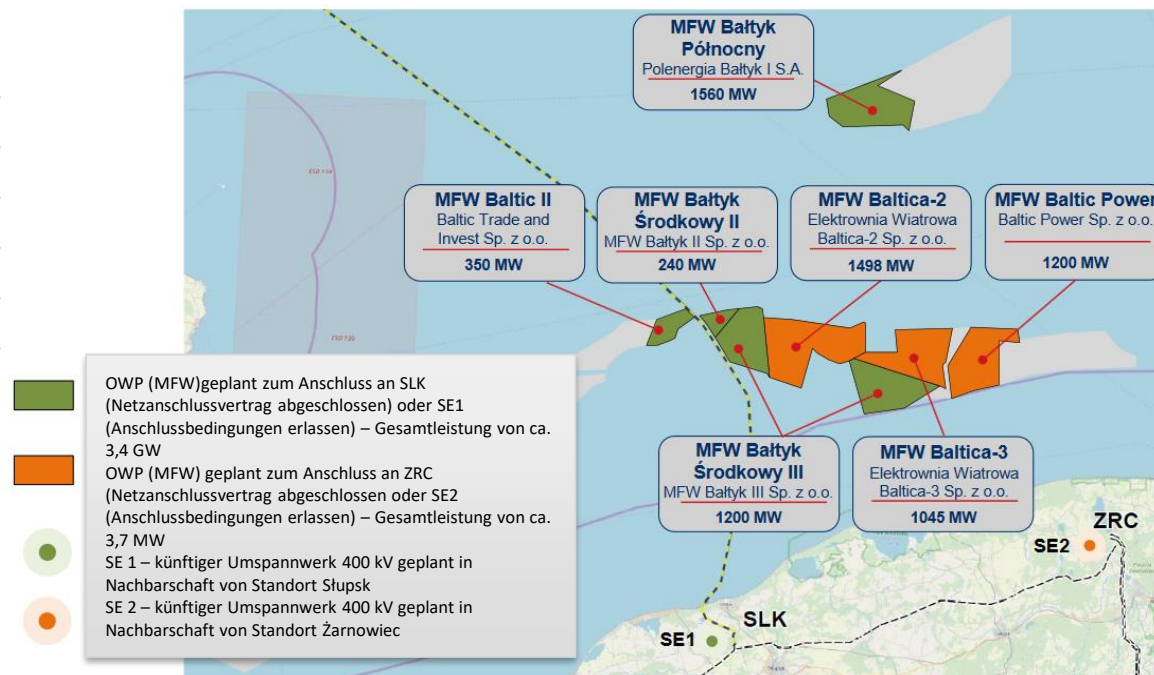 MFW Bałtyk
Północny
Polenergia Bałtyk I S.A.
1560 MW
MFW Baltic II
Baltic Trade and
Invest Sp. z o.o.
350 MW
MFW Bałtyk
Środkowy II
MFW Bałtyk II Sp. z o.o.
240 MW
MFW Baltica-2
Elektrownia Wiatrowa
Baltica-2 Sp. z o.o.
1498 MW
MFW Baltic Power
Baltic Power Sp. z o.o.
1200 MW
OWP (MFW)geplant zum Anschluss an SLK
(Netzanschlussvertrag abgeschlossen) oder SE1
(Anschlussbedingungen erlassen) – Gesamtleistung von ca.
3,4 GW
OWP (MFW) geplant zum Anschluss an ZRC
(Netzanschlussvertrag abgeschlossen oder SE2
(Anschlussbedingungen erlassen) – Gesamtleistung von ca.
3,7 MW
SE 1 – künftiger Umspannwerk 400 kV geplant in
Nachbarschaft von Standort Słupsk
SE 2 – künftiger Umspannwerk 400 kV geplant in
Nachbarschaft von Standort Żarnowiec
MFW Bałtyk
Środkowy III
MFW Bałtyk III Sp. z o.o.
1200 MW
MFW Baltica-3
Elektrownia Wiatrowa
Baltica-3 Sp. z o.o.
1045 MW
ZRC
SE2
SLK
SE1